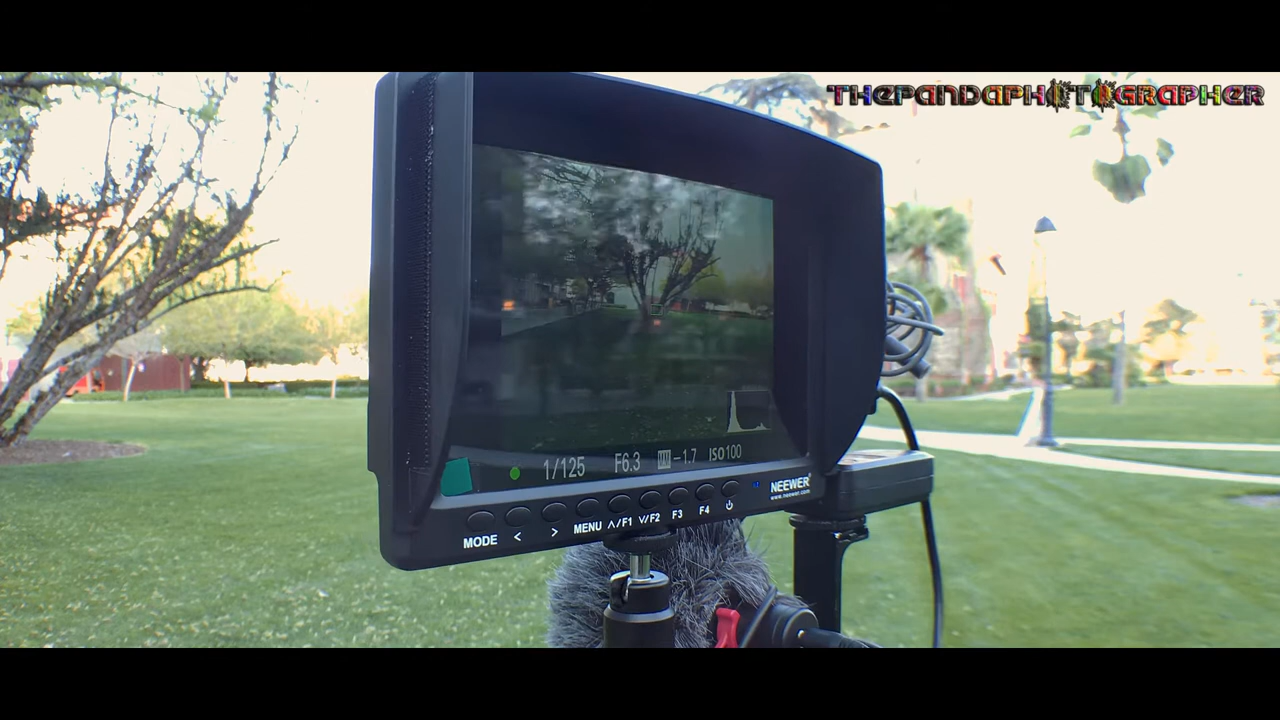 THEPANDAPHOTOGRAPHER
1/125 F6.3 -1.7 ISO100
NEEWER
www.neewer.com
MODE < > MENU ∧/F1 ∨/F2 F3 F4